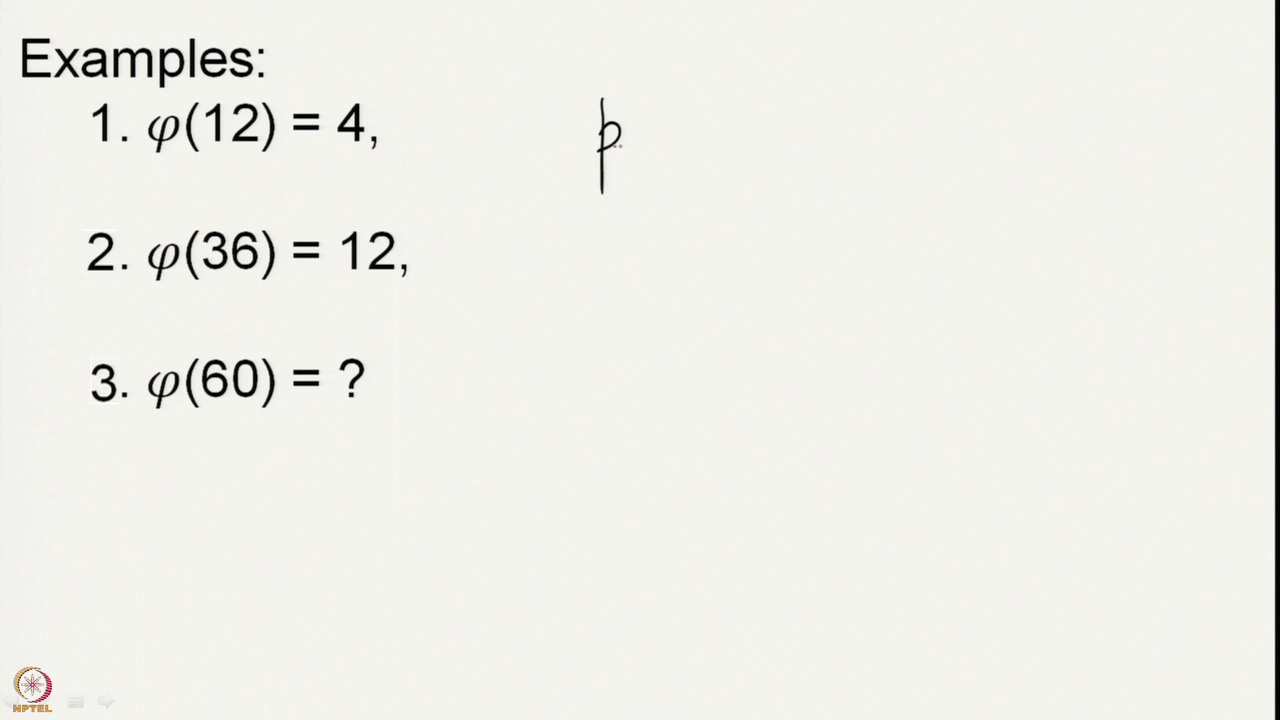 Examples:
1. φ(12) = 4,
2. φ(36) = 12,
3. φ(60) = ?
p
NPTEL